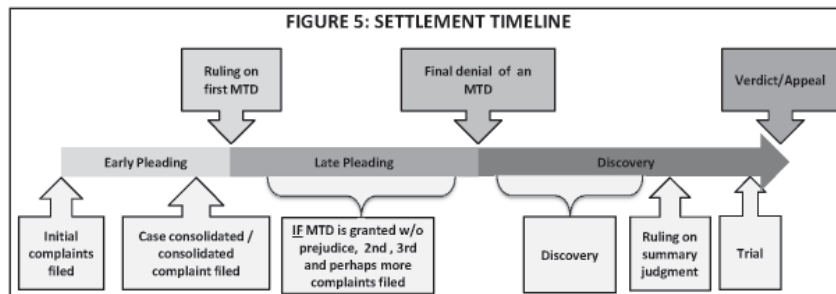 FIGURE 5: SETTLEMENT TIMELINE
Ruling on
first MTD
Final denial of an
MTD
Verdict/Appeal
Early Pleading
Late Pleading
Discovery
Initial
complaints
filed
Case consolidated /
consolidated
complaint filed
IF MTD is granted w/o
prejudice, 2nd , 3rd
and perhaps more
complaints filed
Discovery
Ruling on
summary
judgment
Trial